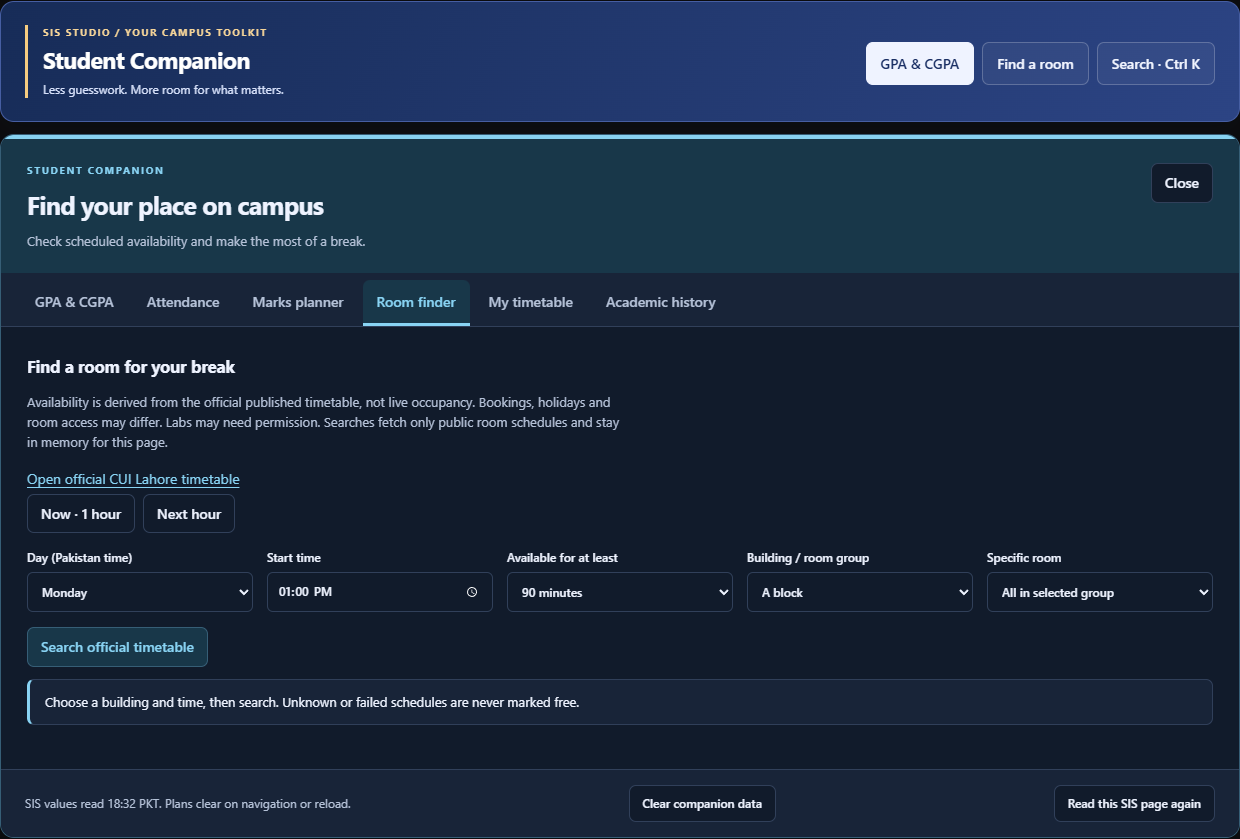 SIS STUDIO / YOUR CAMPUS TOOLKIT
Student Companion
Less guesswork. More room for what matters.
GPA & CGPA
Find a room
Search · Ctrl K
STUDENT COMPANION
Find your place on campus
Check scheduled availability and make the most of a break.
Close
GPA & CGPA
Attendance
Marks planner
Room finder
My timetable
Academic history
Find a room for your break
Availability is derived from the official published timetable, not live occupancy. Bookings, holidays and
room access may differ. Labs may need permission. Searches fetch only public room schedules and stay
in memory for this page.
Open official CUI Lahore timetable
Now · 1 hour
Next hour
Day (Pakistan time)
Start time
Available for at least
Building / room group
Specific room
Monday
01:00 PM
90 minutes
A block
All in selected group
Search official timetable
Choose a building and time, then search. Unknown or failed schedules are never marked free.
SIS values read 18:32 PKT. Plans clear on navigation or reload.
Clear companion data
Read this SIS page again